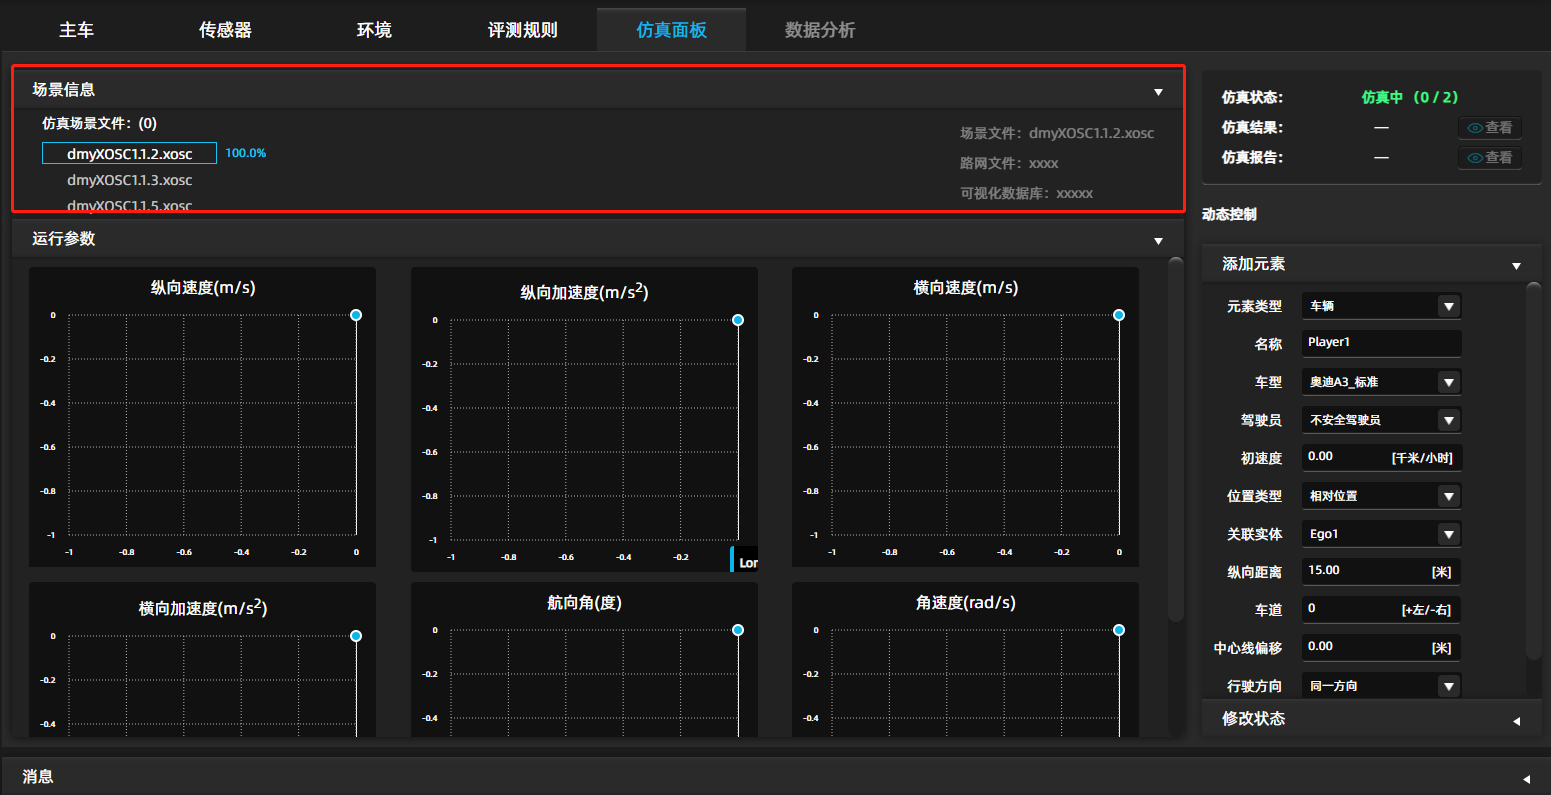 主车 传感器 环境 评测规则 仿真面板 数据分析
场景信息
仿真场景文件：(0)
dmyXOSC1.1.2.xosc 100.0%
dmyXOSC1.1.3.xosc
dmyXOSC1.1.5.xosc
场景文件：dmyXOSC1.1.2.xosc
路网文件：xxxx
可视化数据库：xxxxx
运行参数
纵向速度(m/s)
0
-0.2
-0.4
-0.6
-0.8
-1
-1 -0.8 -0.6 -0.4 -0.2 0
纵向加速度(m/s²)
0
-0.2
-0.4
-0.6
-0.8
-1
-1 -0.8 -0.6 -0.4 -0.2
Lon
横向速度(m/s)
0
-0.2
-0.4
-0.6
-0.8
-1
-1 -0.8 -0.6 -0.4 -0.2 0
横向加速度(m/s²)
0
-0.2
-0.4
航向角(度)
0
-0.2
-0.4
角速度(rad/s)
0
-0.2
-0.4
仿真状态： 仿真中 （0 / 2）
仿真结果： — 查看
仿真报告： — 查看
动态控制
添加元素
元素类型 车辆
名称 Player1
车型 奥迪A3_标准
驾驶员 不安全驾驶员
初速度 0.00 [千米/小时]
位置类型 相对位置
关联实体 Ego1
纵向距离 15.00 [米]
车道 0 [+左/-右]
中心线偏移 0.00 [米]
行驶方向 同一方向
修改状态
消息